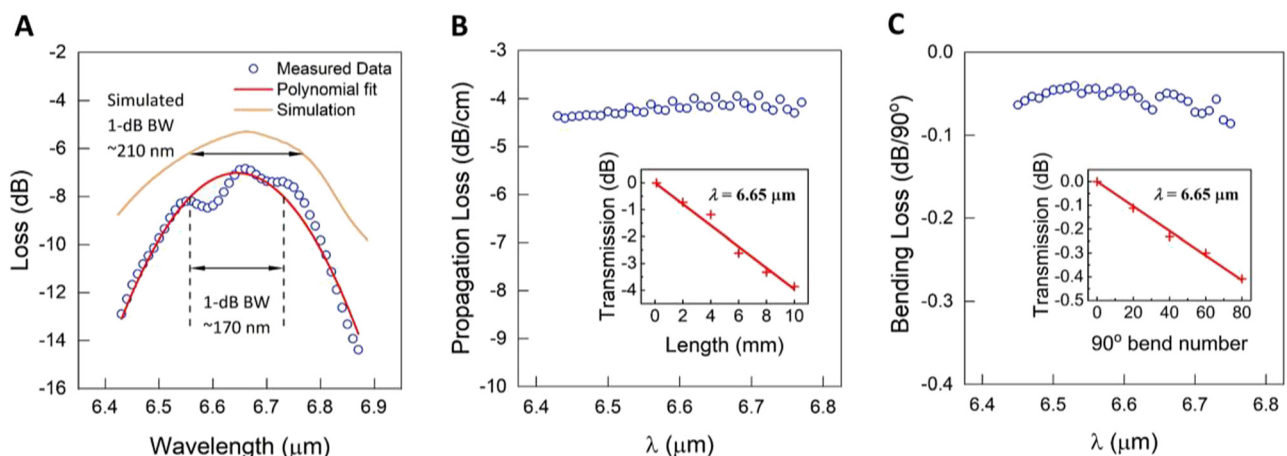 A
Loss (dB)
-2
-4
-6
-8
-10
-12
-14
-16
Measured Data
Polynomial fit
Simulation
Simulated
1-dB BW
~210 nm
1-dB BW
~170 nm
6.4 6.5 6.6 6.7 6.8 6.9
Wavelength (μm)
B
Propagation Loss (dB/cm)
-3
-4
-5
-6
-7
-8
-9
-10
Transmission (dB)
0
-1
-2
-3
-4
λ = 6.65 μm
0 2 4 6 8 10
Length (mm)
6.4 6.5 6.6 6.7 6.8
λ (μm)
C
Bending Loss (dB/90°)
0.0
-0.1
-0.2
-0.3
-0.4
Transmission (dB)
0.0
-0.1
-0.2
-0.3
-0.4
-0.5
λ = 6.65 μm
0 20 40 60 80
90° bend number
6.4 6.5 6.6 6.7 6.8
λ (μm)